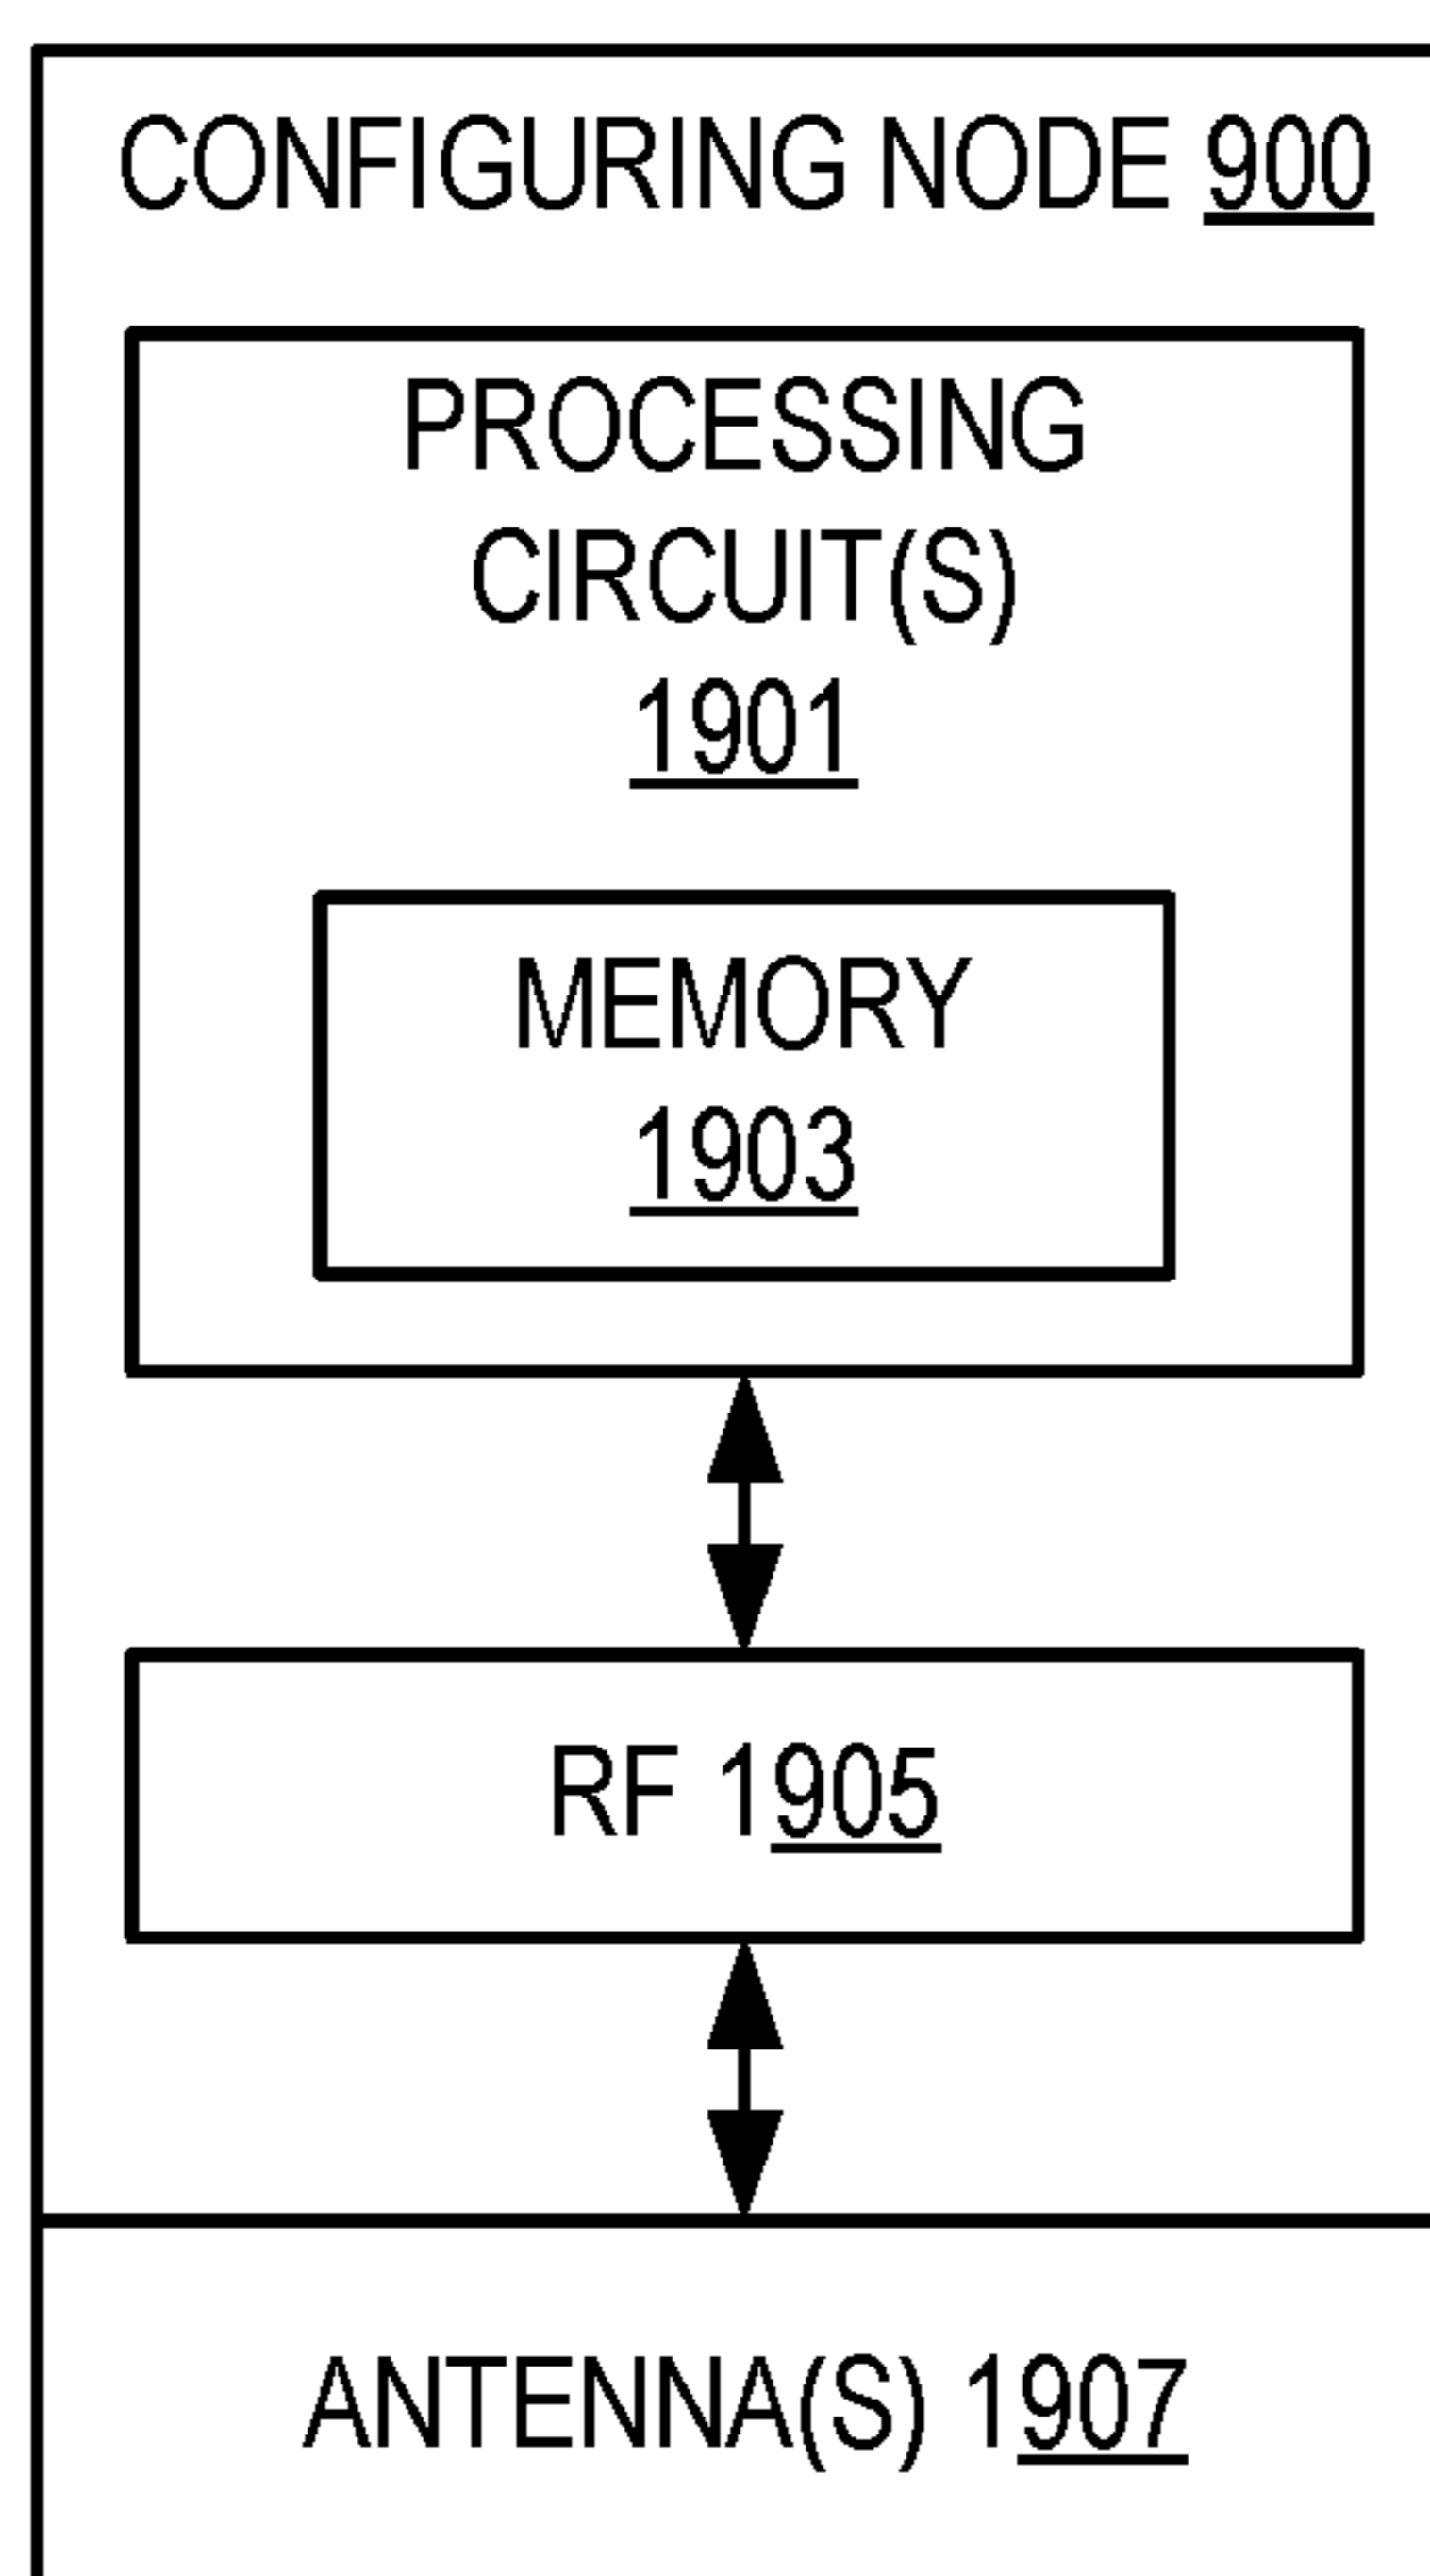 CONFIGURING NODE 900
PROCESSING
CIRCUIT(S)
1901
MEMORY
1903
RF 1905
ANTENNA(S) 1907